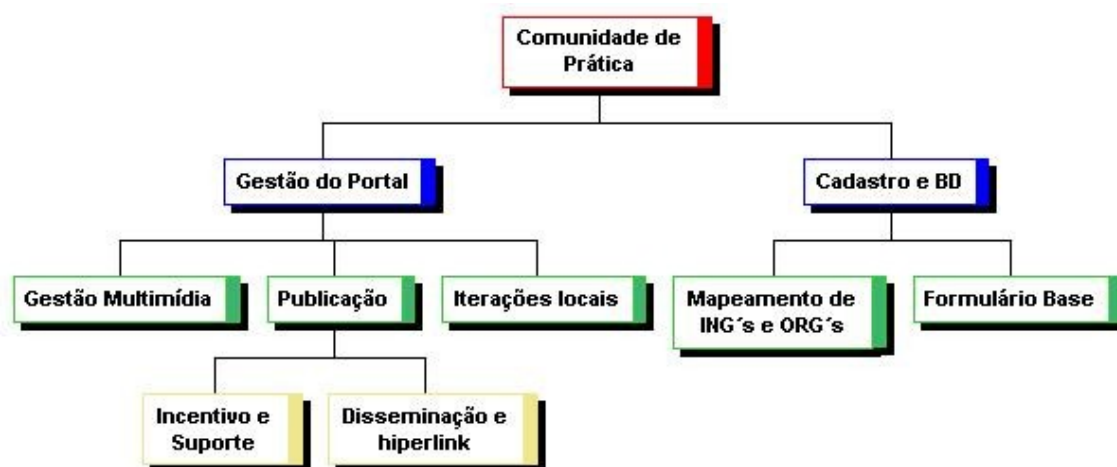 Comunidade de
Prática
Gestão do Portal
Cadastro e BD
Gestão Multimídia
Publicação
Iterações locais
Mapeamento de
ING´s e ORG´s
Formulário Base
Incentivo e
Suporte
Disseminação e
hiperlink